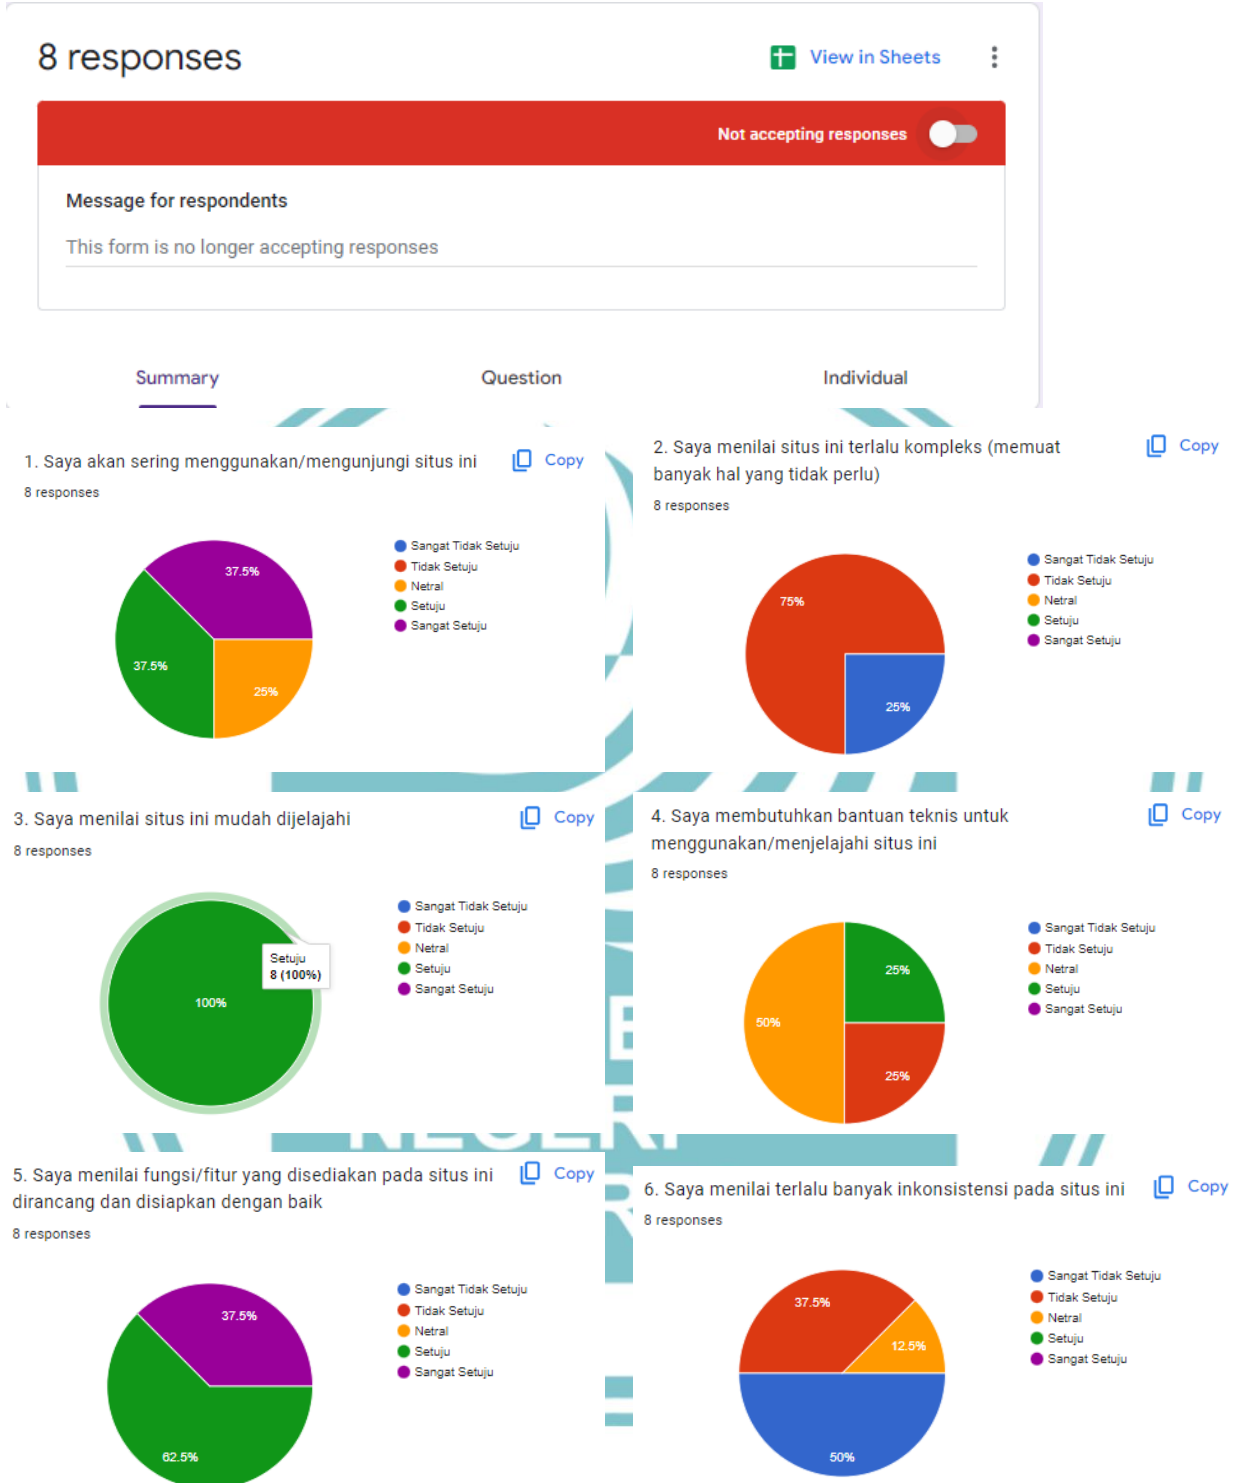 8 responses
View in Sheets
Not accepting responses
Message for respondents
This form is no longer accepting responses
Summary
Question
Individual
1. Saya akan sering menggunakan/mengunjungi situs ini
Copy
8 responses
37.5%
37.5%
25%
Sangat Tidak Setuju
Tidak Setuju
Netral
Setuju
Sangat Setuju
2. Saya menilai situs ini terlalu kompleks (memuat
banyak hal yang tidak perlu)
Copy
8 responses
75%
25%
Sangat Tidak Setuju
Tidak Setuju
Netral
Setuju
Sangat Setuju
3. Saya menilai situs ini mudah dijelajahi
Copy
8 responses
Setuju
8 (100%)
100%
Sangat Tidak Setuju
Tidak Setuju
Netral
Setuju
Sangat Setuju
4. Saya membutuhkan bantuan teknis untuk
menggunakan/menjelajahi situs ini
Copy
8 responses
25%
50%
25%
Sangat Tidak Setuju
Tidak Setuju
Netral
Setuju
Sangat Setuju
5. Saya menilai fungsi/fitur yang disediakan pada situs ini
dirancang dan disiapkan dengan baik
Copy
8 responses
37.5%
62.5%
Sangat Tidak Setuju
Tidak Setuju
Netral
Setuju
Sangat Setuju
6. Saya menilai terlalu banyak inkonsistensi pada situs ini
Copy
8 responses
37.5%
12.5%
50%
Sangat Tidak Setuju
Tidak Setuju
Netral
Setuju
Sangat Setuju